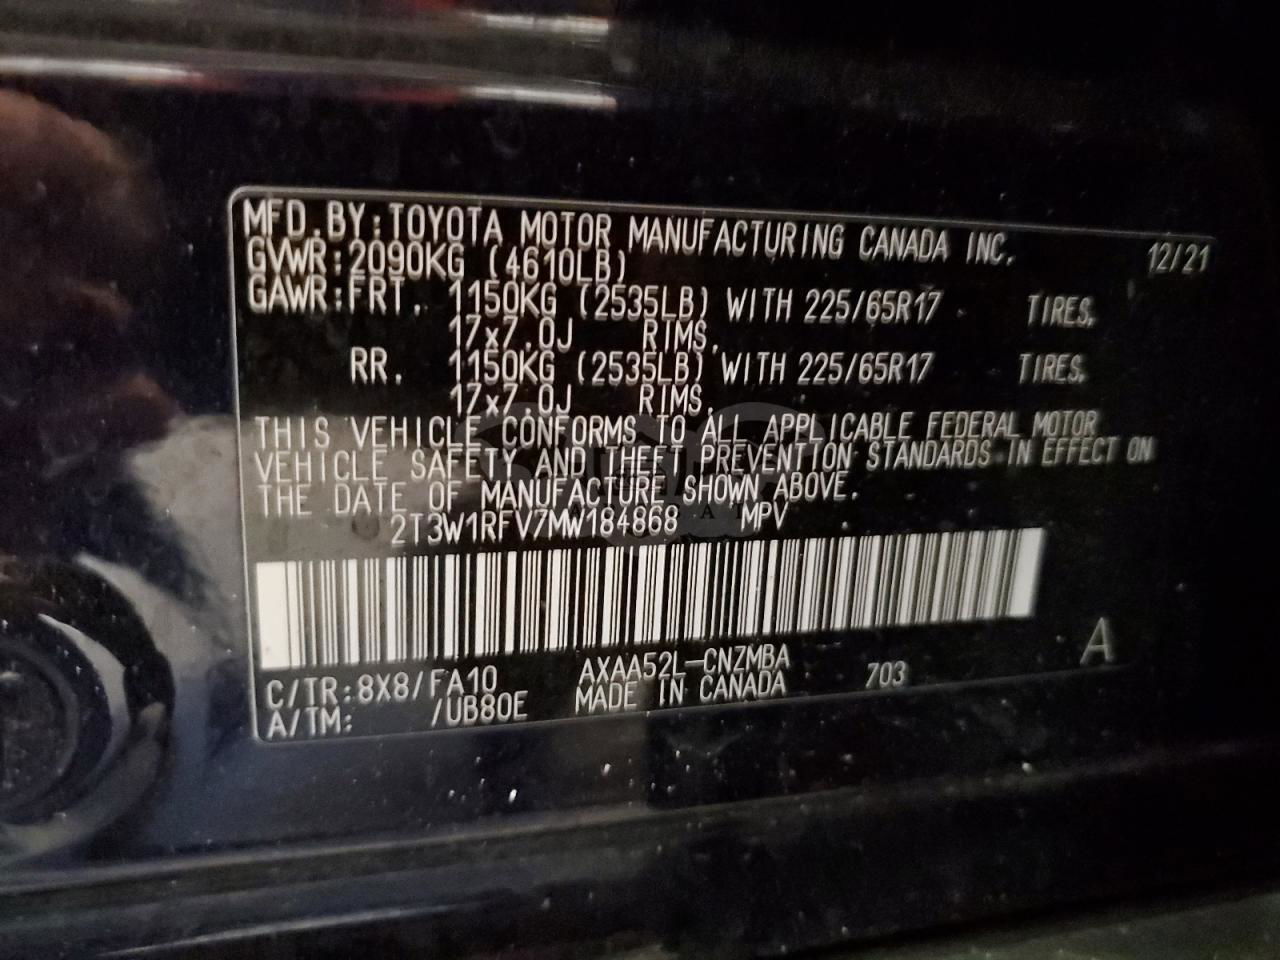 MFD.BY:TOYOTA MOTOR MANUFACTURING CANADA INC. 12/21
GVWR:2090KG (4610LB)
GAWR:FRT. 1150KG (2535LB) WITH 225/65R17 TIRES,
17x7.0J RIMS,
RR. 1150KG (2535LB) WITH 225/65R17 TIRES,
17x7.0J RIMS,
THIS VEHICLE CONFORMS TO ALL APPLICABLE FEDERAL MOTOR
VEHICLE SAFETY AND THEFT PREVENTION STANDARDS IN EFFECT ON
THE DATE OF MANUFACTURE SHOWN ABOVE.
2T3W1RFV7MW184868 MPV
C/TR:8X8/FA10 AXAA52L-CNZMBA 703 A
A/TM: /UB80E MADE IN CANADA